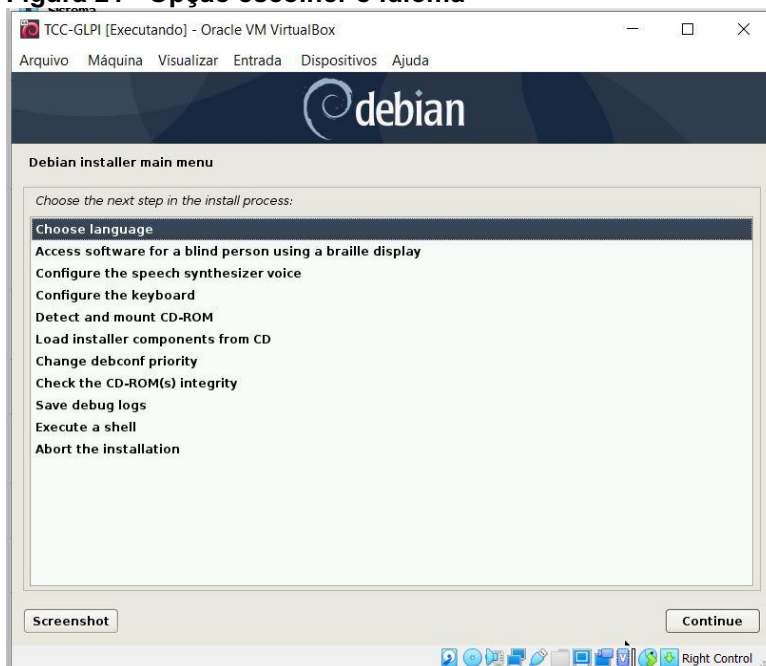 Figura 21 - Opção escolher o idioma
Sistema
TCC-GLPI [Executando] - Oracle VM VirtualBox
Arquivo Máquina Visualizar Entrada Dispositivos Ajuda
debian
Debian installer main menu
Choose the next step in the install process:
Choose language
Access software for a blind person using a braille display
Configure the speech synthesizer voice
Configure the keyboard
Detect and mount CD-ROM
Load installer components from CD
Change debconf priority
Check the CD-ROM(s) integrity
Save debug logs
Execute a shell
Abort the installation
Screenshot Continue
Right Control